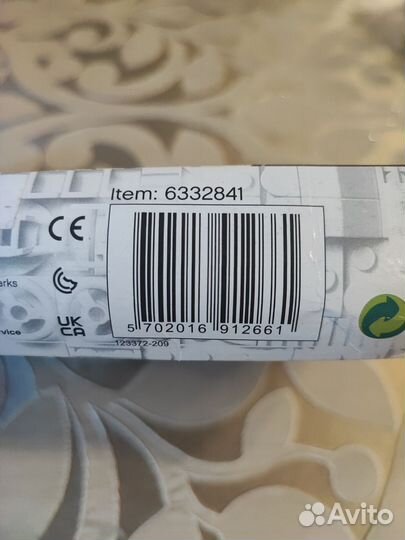 Item: 6332841
CE
arks
UK
CA
rvice
5 702016 912661
123372-209
Avito